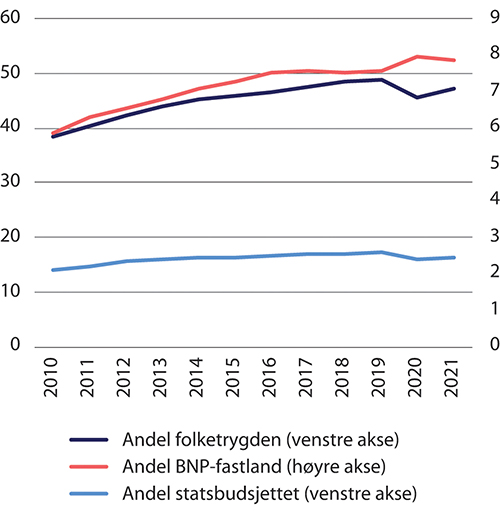 60 9
50 8
40 7
30 6
20 5
10 4
0 3
2
1
0
2010 2011 2012 2013 2014 2015 2016 2017 2018 2019 2020 2021
Andel folketrygden (venstre akse)
Andel BNP-fastland (høyre akse)
Andel statsbudsjettet (venstre akse)